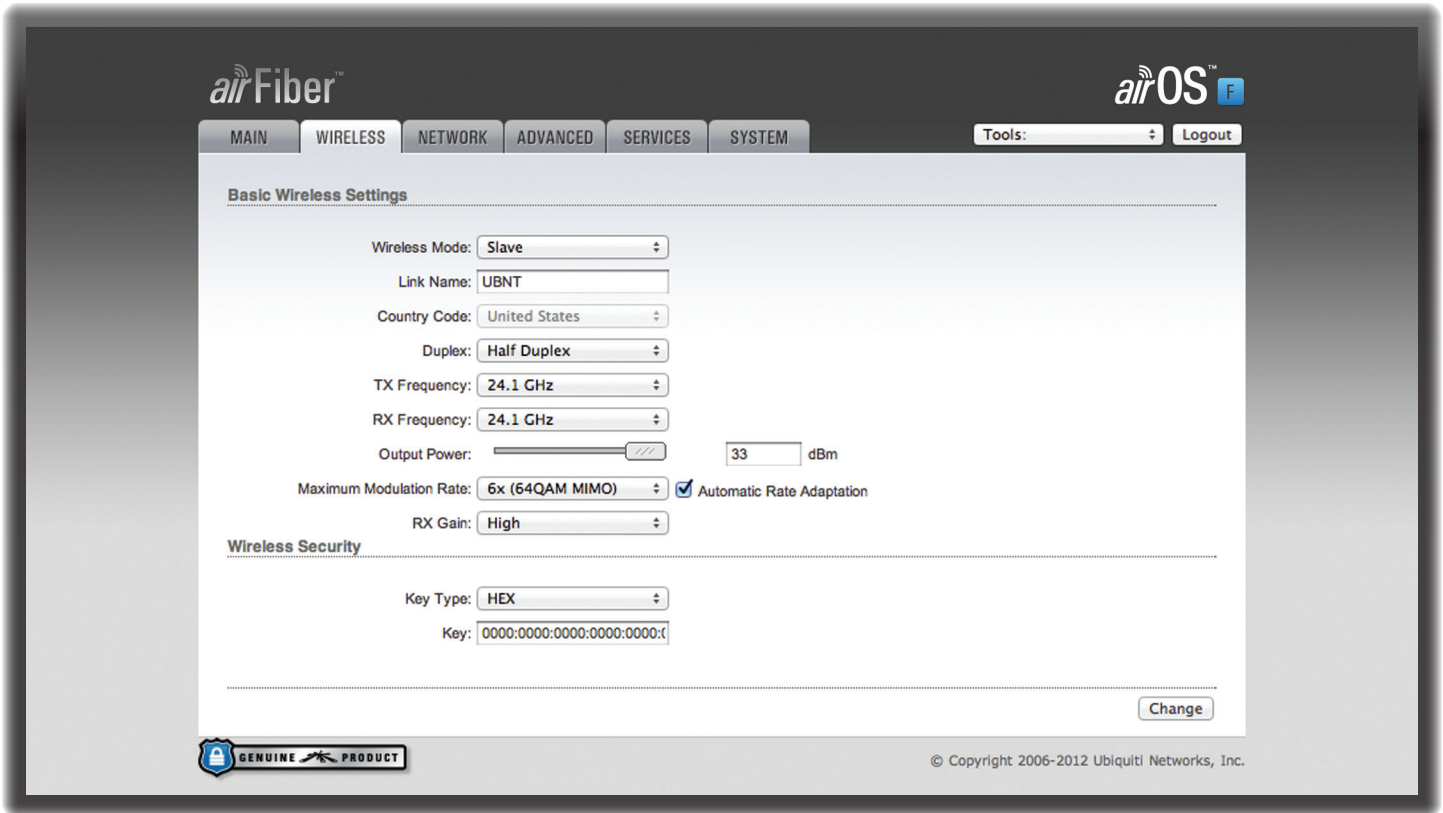 airFiber™
airOS™ F
MAIN WIRELESS NETWORK ADVANCED SERVICES SYSTEM Tools: Logout
Basic Wireless Settings
Wireless Mode: Slave
Link Name: UBNT
Country Code: United States
Duplex: Half Duplex
TX Frequency: 24.1 GHz
RX Frequency: 24.1 GHz
Output Power: 33 dBm
Maximum Modulation Rate: 6x (64QAM MIMO) Automatic Rate Adaptation
RX Gain: High
Wireless Security
Key Type: HEX
Key: 0000:0000:0000:0000:0000:
Change
GENUINE PRODUCT
© Copyright 2006-2012 Ubiquiti Networks, Inc.